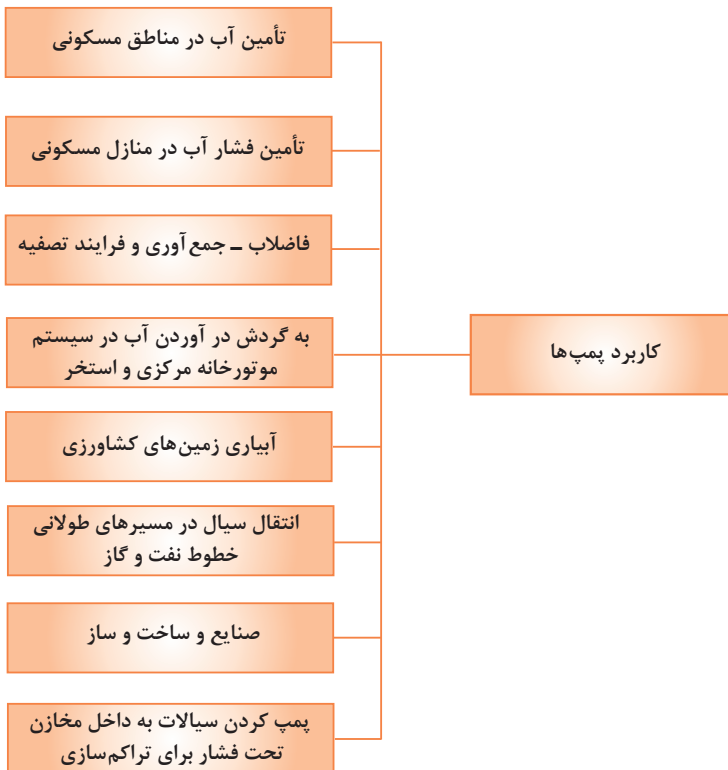 کاربرد پمپ‌ها
تأمین آب در مناطق مسکونی
تأمین فشار آب در منازل مسکونی
فاضلاب ـ جمع‌آوری و فرایند تصفیه
به گردش در آوردن آب در سیستم
موتورخانه مرکزی و استخر
آبیاری زمین‌های کشاورزی
انتقال سیال در مسیرهای طولانی
خطوط نفت و گاز
صنایع و ساخت و ساز
پمپ کردن سیالات به داخل مخازن
تحت فشار برای تراکم‌سازی